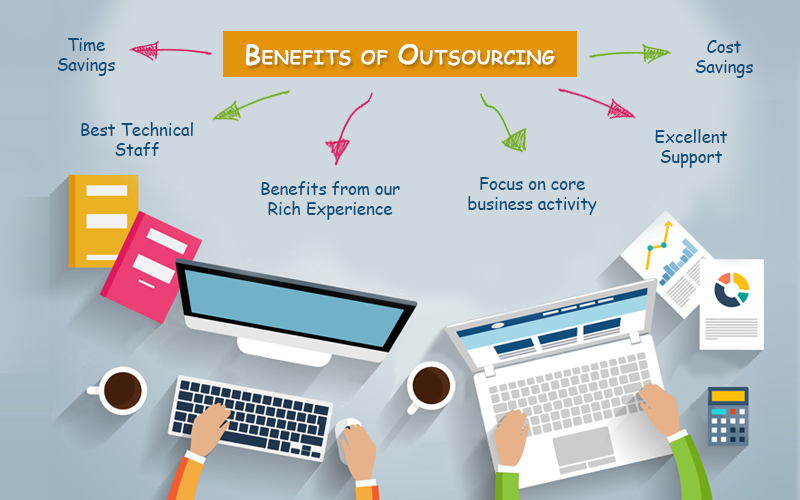 Benefits of Outsourcing
Time
Savings
Cost
Savings
Best Technical
Staff
Excellent
Support
Benefits from our
Rich Experience
Focus on core
business activity